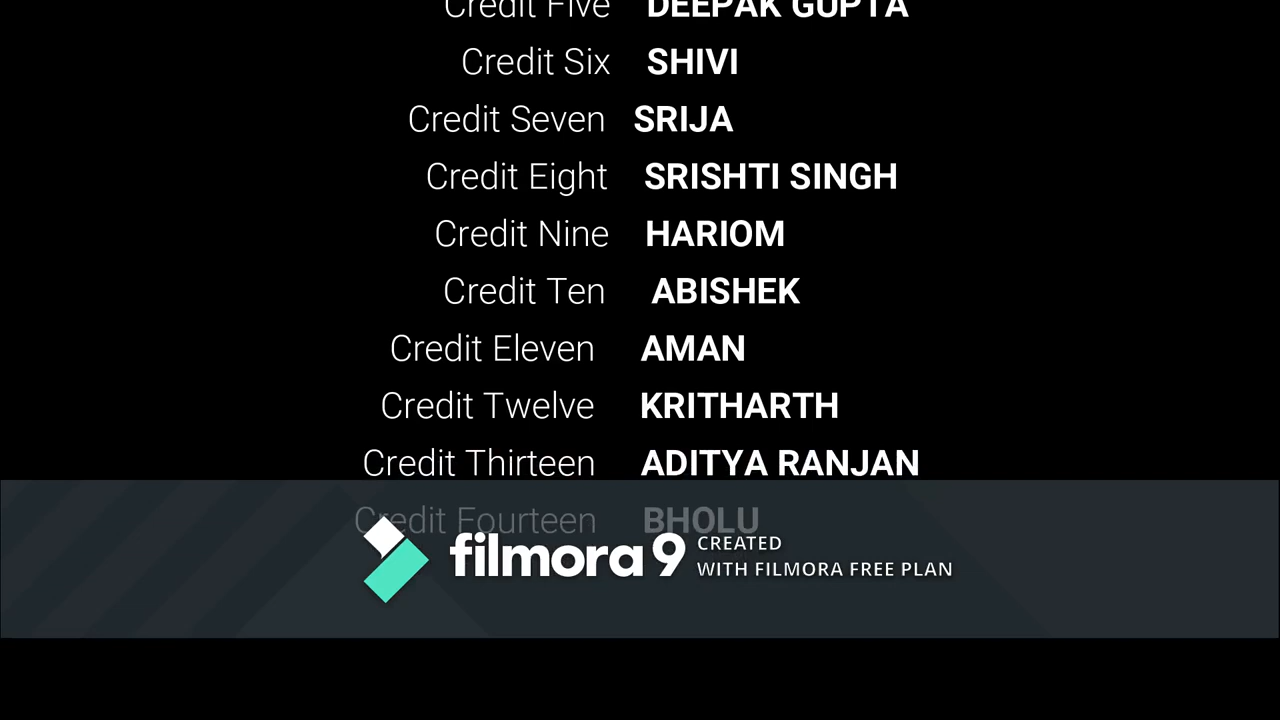 Credit Five DEEPAK GUPTA
Credit Six SHIVI
Credit Seven SRIJA
Credit Eight SRISHTI SINGH
Credit Nine HARIOM
Credit Ten ABISHEK
Credit Eleven AMAN
Credit Twelve KRITHARTH
Credit Thirteen ADITYA RANJAN
Credit Fourteen BHOLU
filmora 9 CREATED
WITH FILMORA FREE PLAN